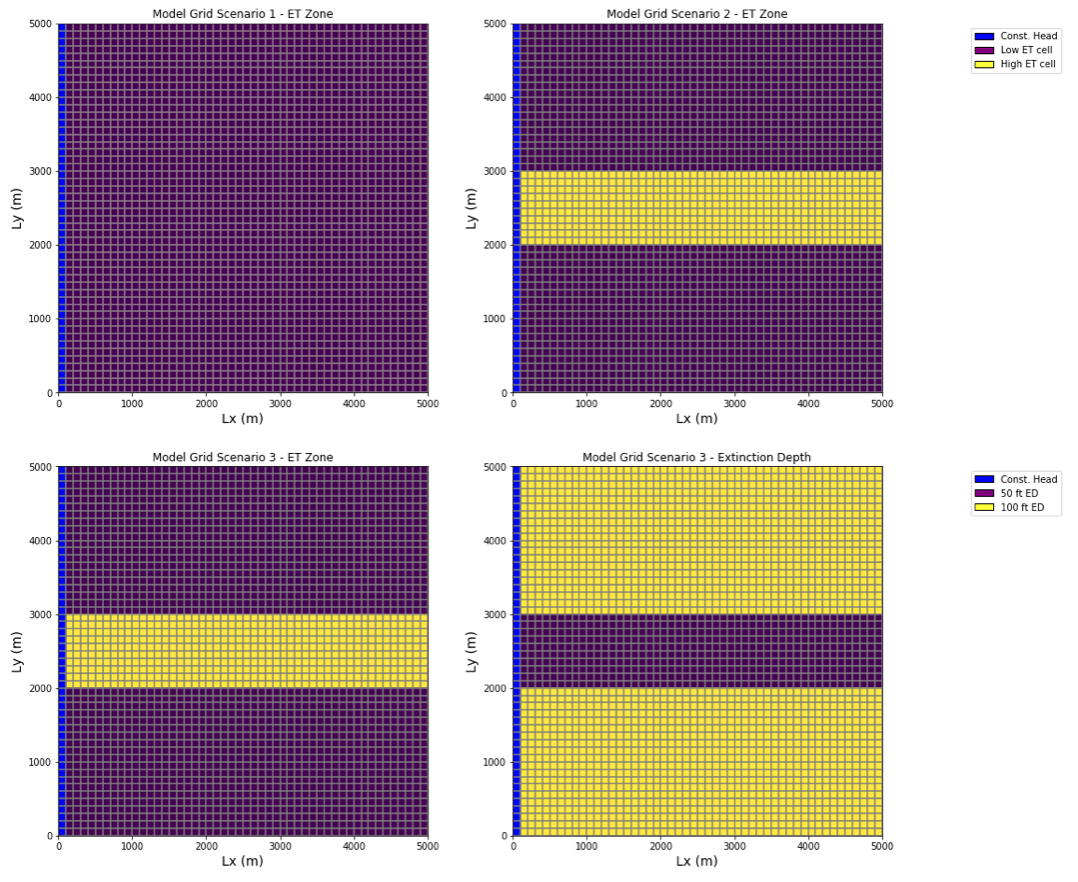 Model Grid Scenario 1 - ET Zone
5000
4000
3000
2000
1000
0
Ly (m)
0 1000 2000 3000 4000 5000
Lx (m)
Model Grid Scenario 2 - ET Zone
5000
4000
3000
2000
1000
0
Ly (m)
0 1000 2000 3000 4000 5000
Lx (m)
Const. Head
Low ET cell
High ET cell
Model Grid Scenario 3 - ET Zone
5000
4000
3000
2000
1000
0
Ly (m)
0 1000 2000 3000 4000 5000
Lx (m)
Model Grid Scenario 3 - Extinction Depth
5000
4000
3000
2000
1000
0
Ly (m)
0 1000 2000 3000 4000 5000
Lx (m)
Const. Head
50 ft ED
100 ft ED